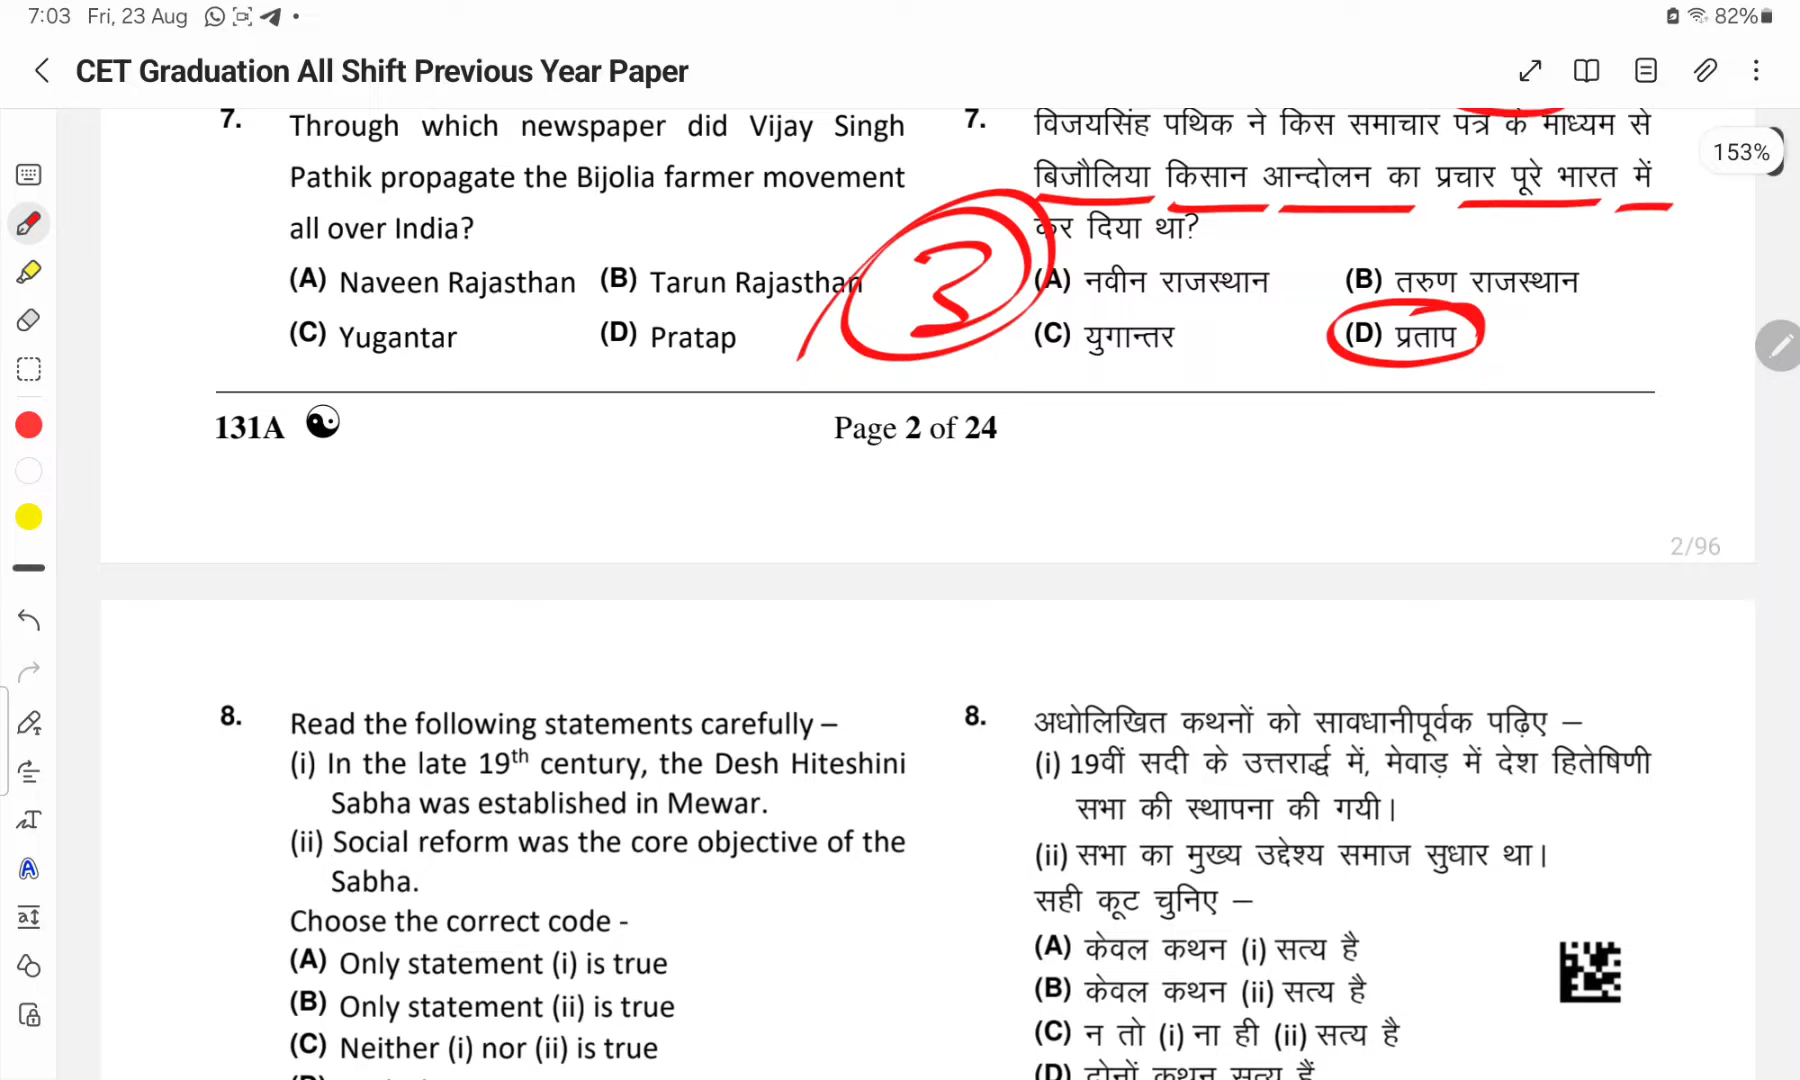 7:03 Fri, 23 Aug
82%
CET Graduation All Shift Previous Year Paper
153%
7. Through which newspaper did Vijay Singh
Pathik propagate the Bijolia farmer movement
all over India?
(A) Naveen Rajasthan (B) Tarun Rajasthan
(C) Yugantar (D) Pratap
7. विजयसिंह पथिक ने किस समाचार पत्र के माध्यम से
बिजौलिया किसान आन्दोलन का प्रचार पूरे भारत में
कर दिया था?
(A) नवीन राजस्थान (B) तरुण राजस्थान
(C) युगान्तर (D) प्रताप
3
131A Page 2 of 24
2/96
8. Read the following statements carefully –
(i) In the late 19th century, the Desh Hiteshini
Sabha was established in Mewar.
(ii) Social reform was the core objective of the
Sabha.
Choose the correct code -
(A) Only statement (i) is true
(B) Only statement (ii) is true
(C) Neither (i) nor (ii) is true
8. अधोलिखित कथनों को सावधानीपूर्वक पढ़िए –
(i) 19वीं सदी के उत्तरार्द्ध में, मेवाड़ में देश हितेषिणी
सभा की स्थापना की गयी।
(ii) सभा का मुख्य उद्देश्य समाज सुधार था।
सही कूट चुनिए –
(A) केवल कथन (i) सत्य है
(B) केवल कथन (ii) सत्य है
(C) न तो (i) ना ही (ii) सत्य है
(D) दोनों कथन सत्य हैं